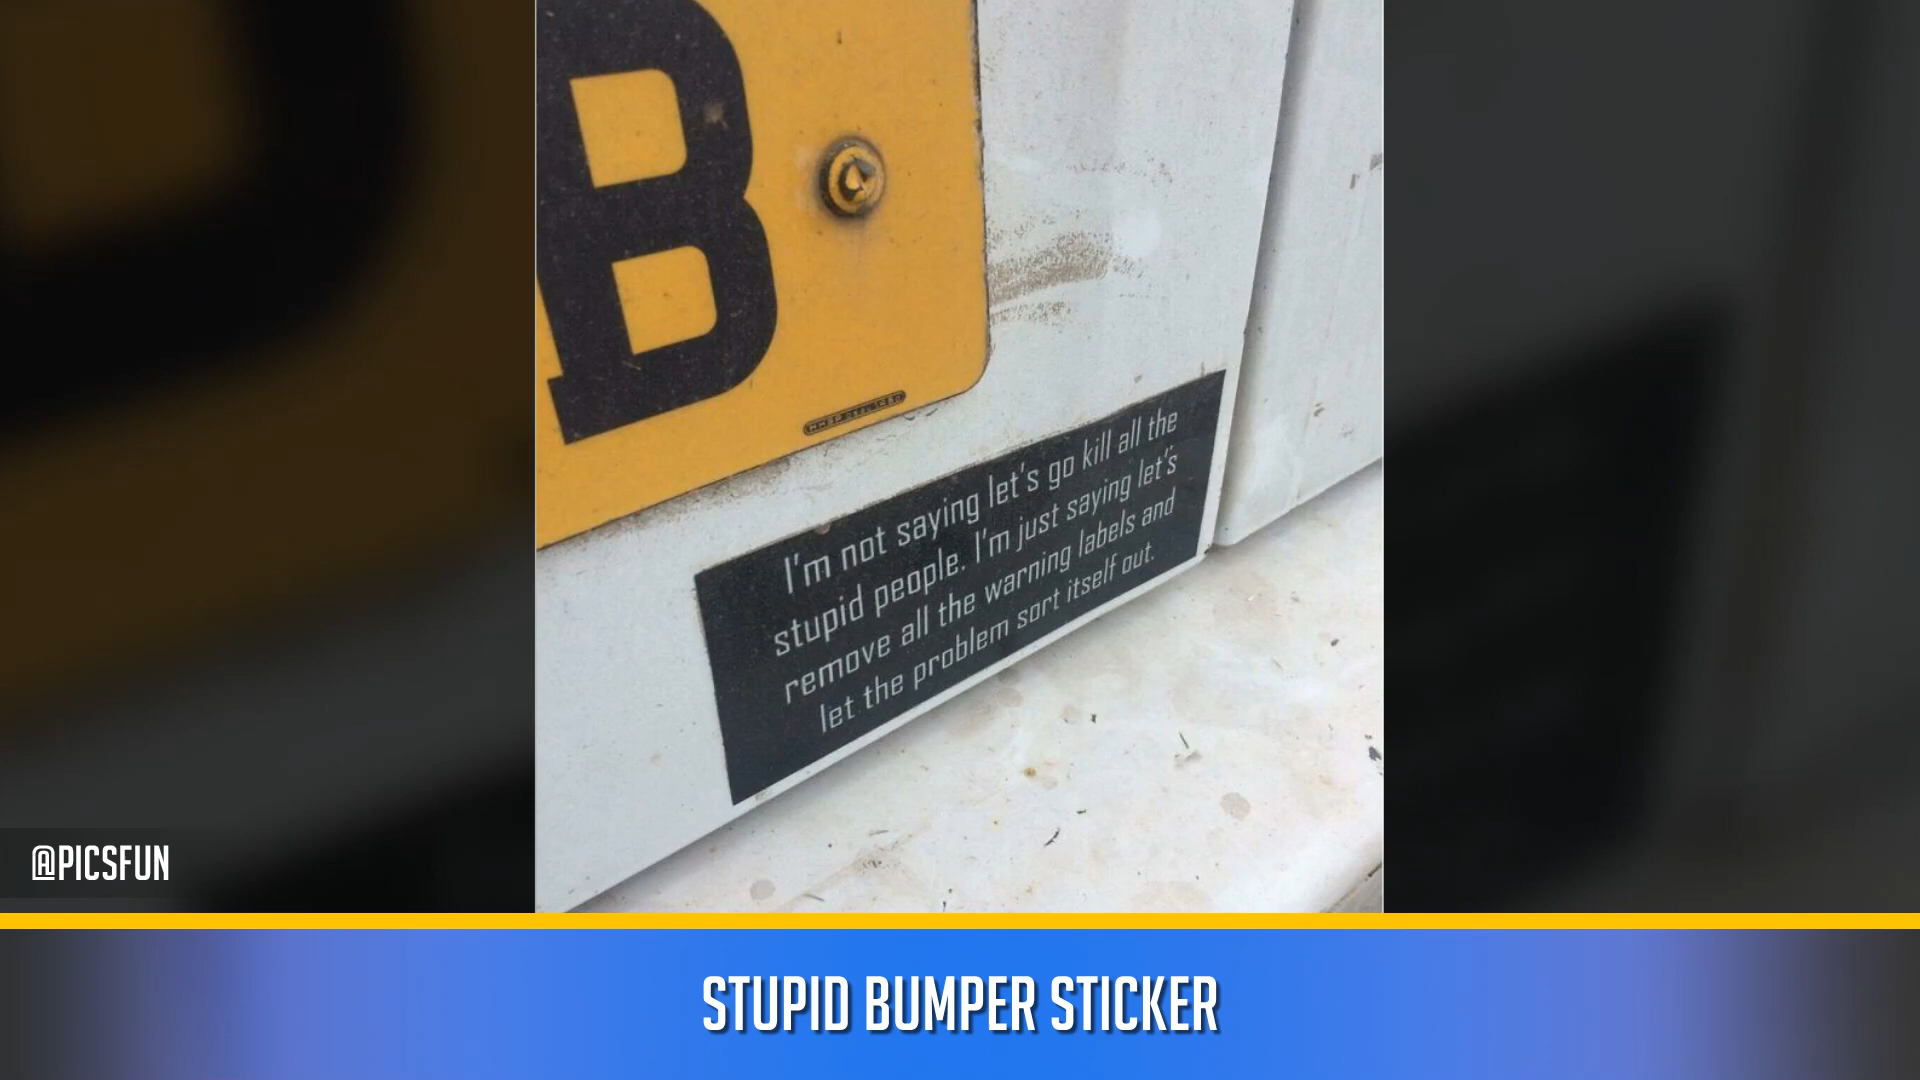 B
I'm not saying let's go kill all the
stupid people. I'm just saying let's
remove all the warning labels and
let the problem sort itself out.
@PICSFUN
STUPID BUMPER STICKER